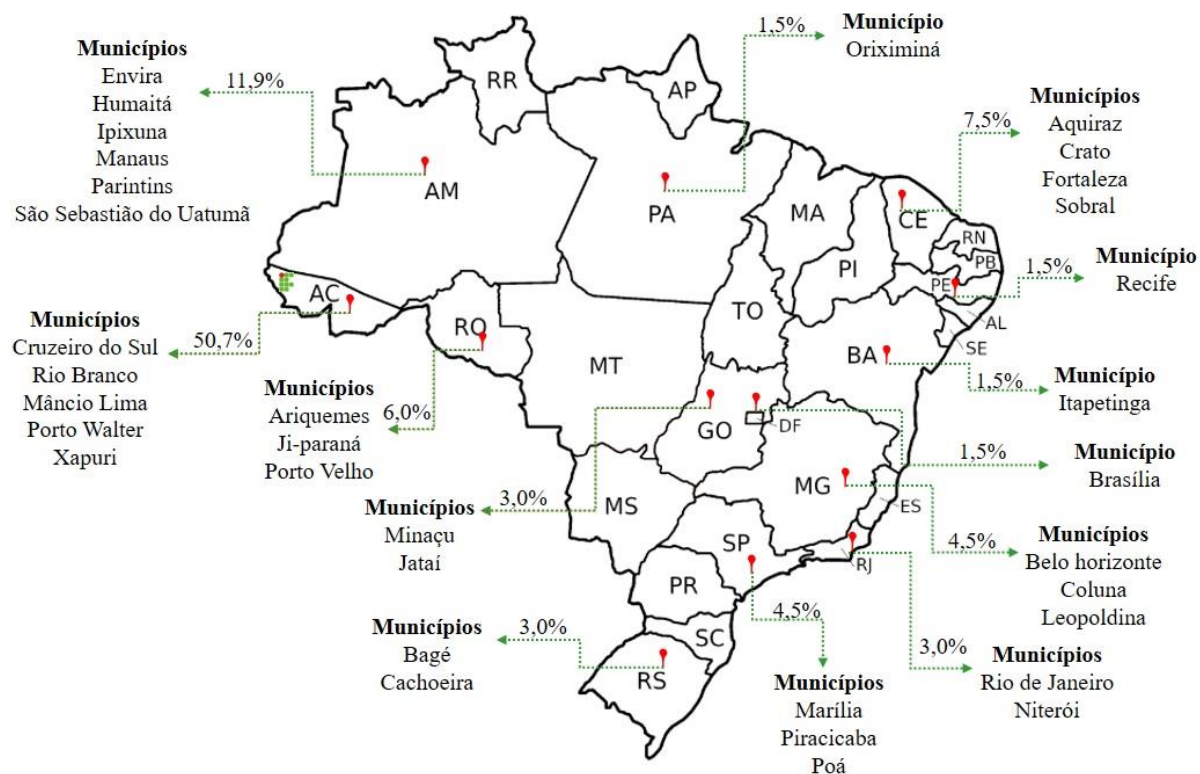 Municípios
Envira
Humaitá
Ipixuna
Manaus
Parintins
São Sebastião do Uatumã
11,9%
1,5%
Município
Oriximiná
Municípios
7,5%
Aquiraz
Crato
Fortaleza
Sobral
Município
1,5%
Recife
RR
AP
AM
PA
MA
CE
RN
PB
PE
PI
AL
SE
AC
RO
TO
BA
MT
GO
DF
MG
ES
MS
SP
RJ
PR
SC
RS
Municípios
Cruzeiro do Sul
50,7%
Rio Branco
Mâncio Lima
Porto Walter
Xapuri
Municípios
Ariquemes
6,0%
Ji-paraná
Porto Velho
Município
1,5%
Itapetinga
Município
1,5%
Brasília
Municípios
3,0%
Minaçu
Jataí
Municípios
4,5%
Belo horizonte
Coluna
Leopoldina
Municípios
3,0%
Bagé
Cachoeira
4,5%
Municípios
Marília
Piracicaba
Poá
3,0%
Municípios
Rio de Janeiro
Niterói